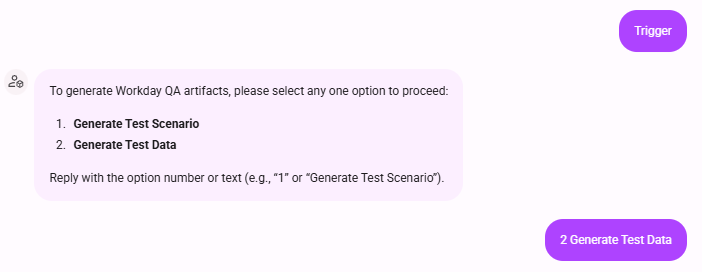 Trigger
To generate Workday QA artifacts, please select any one option to proceed:
1. Generate Test Scenario
2. Generate Test Data
Reply with the option number or text (e.g., “1” or “Generate Test Scenario”).
2 Generate Test Data